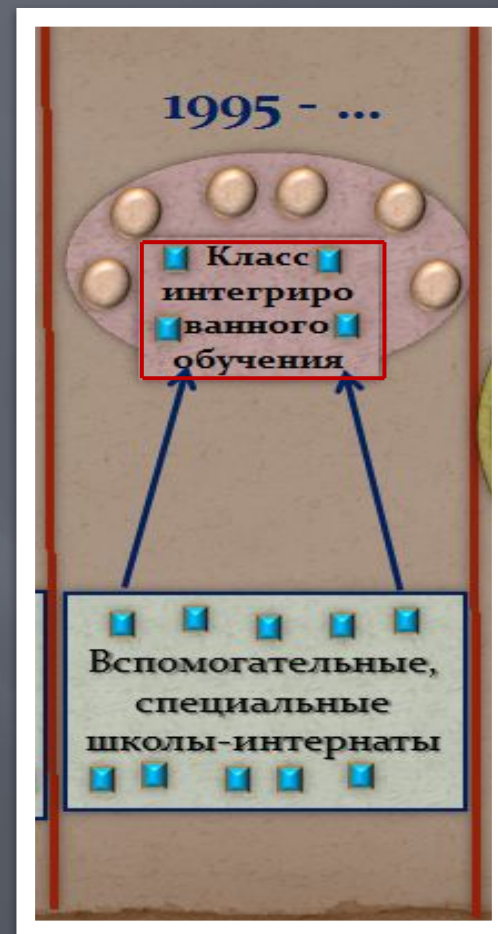 1995 - ...
Класс
интегриро
ванного
обучения
Вспомогательные,
специальные
школы-интернаты